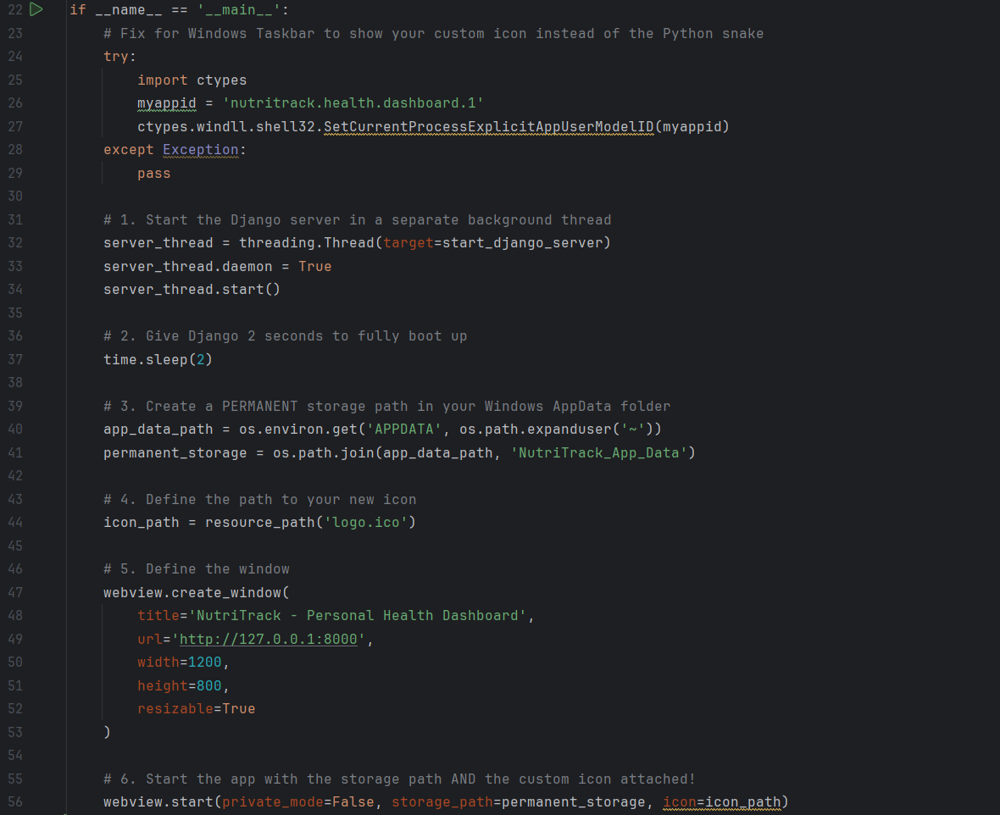 22 if __name__ == '__main__':
23     # Fix for Windows Taskbar to show your custom icon instead of the Python snake
24     try:
25         import ctypes
26         myappid = 'nutritrack.health.dashboard.1'
27         ctypes.windll.shell32.SetCurrentProcessExplicitAppUserModelID(myappid)
28     except Exception:
29         pass
30
31     # 1. Start the Django server in a separate background thread
32     server_thread = threading.Thread(target=start_django_server)
33     server_thread.daemon = True
34     server_thread.start()
35
36     # 2. Give Django 2 seconds to fully boot up
37     time.sleep(2)
38
39     # 3. Create a PERMANENT storage path in your Windows AppData folder
40     app_data_path = os.environ.get('APPDATA', os.path.expanduser('~'))
41     permanent_storage = os.path.join(app_data_path, 'NutriTrack_App_Data')
42
43     # 4. Define the path to your new icon
44     icon_path = resource_path('logo.ico')
45
46     # 5. Define the window
47     webview.create_window(
48         title='NutriTrack - Personal Health Dashboard',
49         url='http://127.0.0.1:8000',
50         width=1200,
51         height=800,
52         resizable=True
53     )
54
55     # 6. Start the app with the storage path AND the custom icon attached!
56     webview.start(private_mode=False, storage_path=permanent_storage, icon=icon_path)